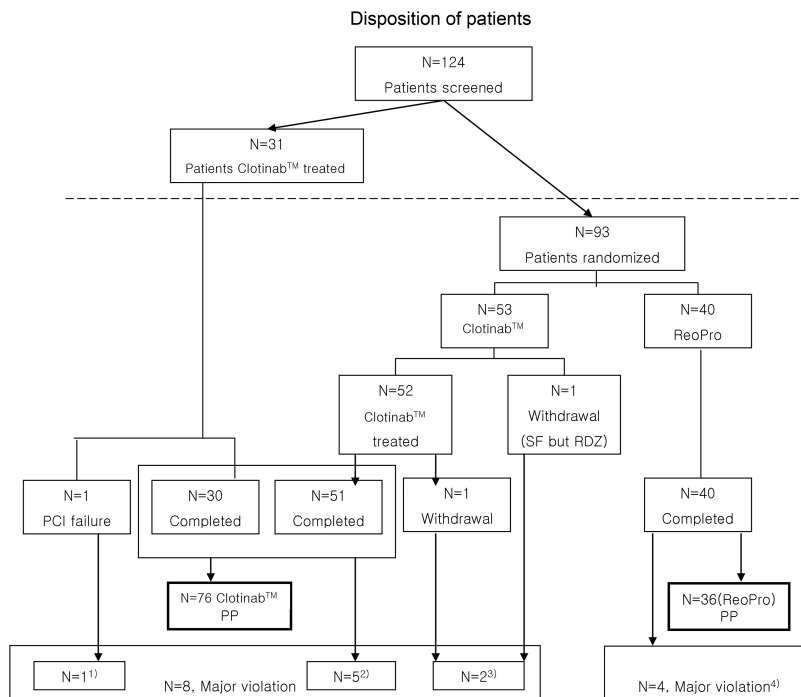 Disposition of patients
N=124
Patients screened
N=31
Patients Clotinab™ treated
N=93
Patients randomized
N=53
Clotinab™
N=40
ReoPro
N=52
Clotinab™
treated
N=1
Withdrawal
(SF but RDZ)
N=1
PCI failure
N=30
Completed
N=51
Completed
N=1
Withdrawal
N=40
Completed
N=76 Clotinab™
PP
N=36(ReoPro)
PP
N=1¹⁾
N=8, Major violation
N=5²⁾
N=2³⁾
N=4, Major violation⁴⁾